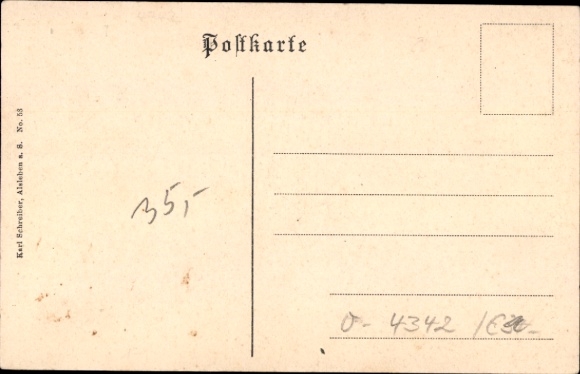 Postkarte
Karl Schreiber, Alsleben a. S. No. 53
35,-
O- 4342